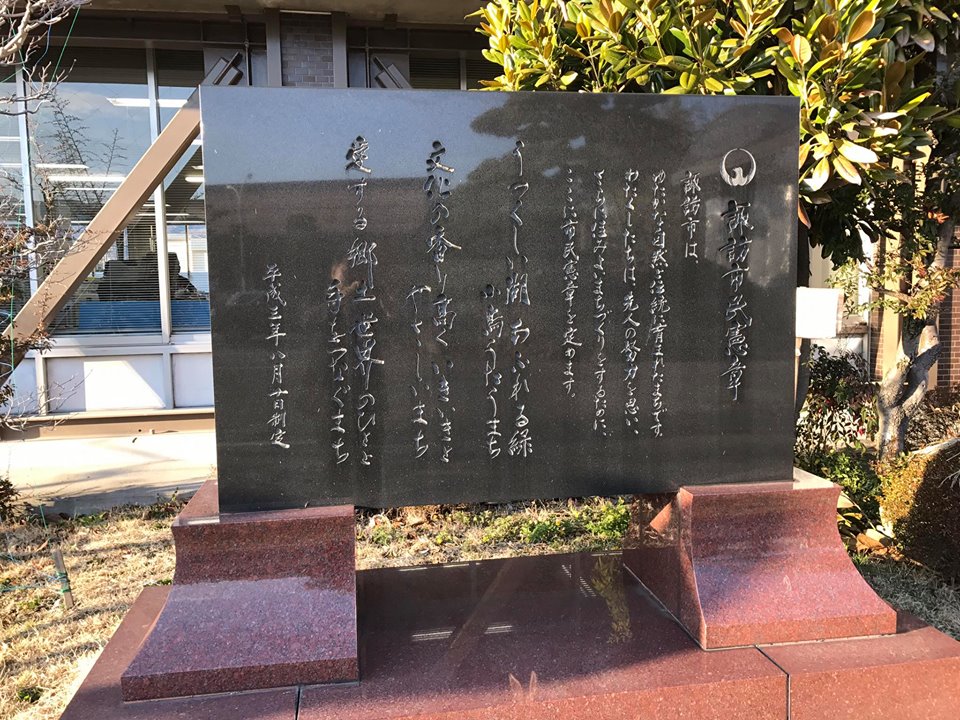 諏訪市民憲章
諏訪市は
ゆたかな自然と伝統に育まれたまちです。
わたくしたちは、先人の努力を思い、
さらに住みよいまちづくりをするために、
ここに市民憲章を定めます。
うつくしい湖 あふれる緑
小鳥うたうまち
文化の香り高く いきいきと
やさしいまち
愛する郷土 世界のひとと
手をつなぐまち
平成三年八月十日制定